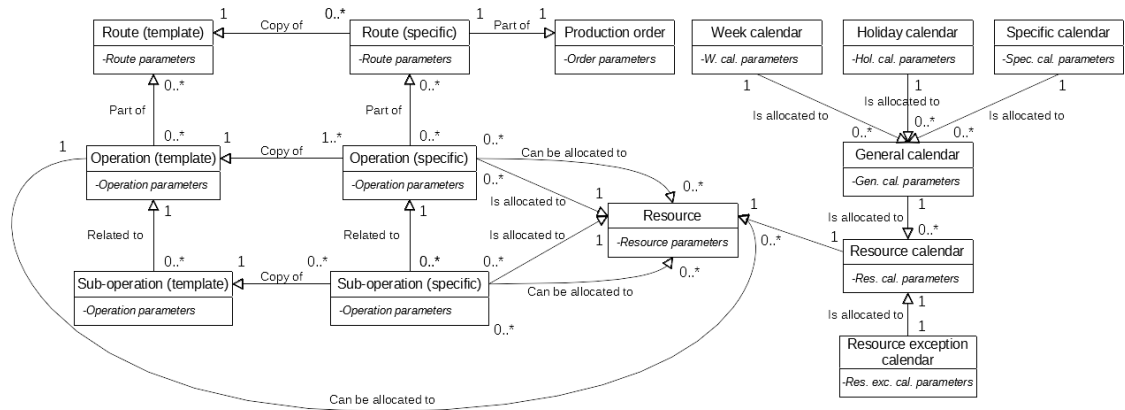 1 Copy of 0..* 1 Part of 1
Route (template) Route (specific) Production order Week calendar Holiday calendar Specific calendar
-Route parameters -Route parameters -Order parameters -W. cal. parameters -Hol. cal. parameters -Spec. cal. parameters
0..* 0..* 1 1 1
Part of Part of Is allocated to Is allocated to Is allocated to
0..* 0..* 0..* 0..* 0..* 0..*
1 Operation (template) 1 Copy of 1..* Operation (specific) Can be allocated to General calendar
-Operation parameters -Operation parameters 0..* -Gen. cal. parameters
1 1 Is allocated to 1 0..* 1
Related to Related to Is allocated to 1 Resource 1 Is allocated to
-Resource parameters 0..* 0..*
0..* 0..* 0..* 0..* 1 Resource calendar
Sub-operation (template) 1 Copy of 0..* Sub-operation (specific) Can be allocated to -Res. cal. parameters
-Operation parameters -Operation parameters 1
0..* Is allocated to 1
Resource exception
calendar
-Res. exc. cal. parameters
Can be allocated to